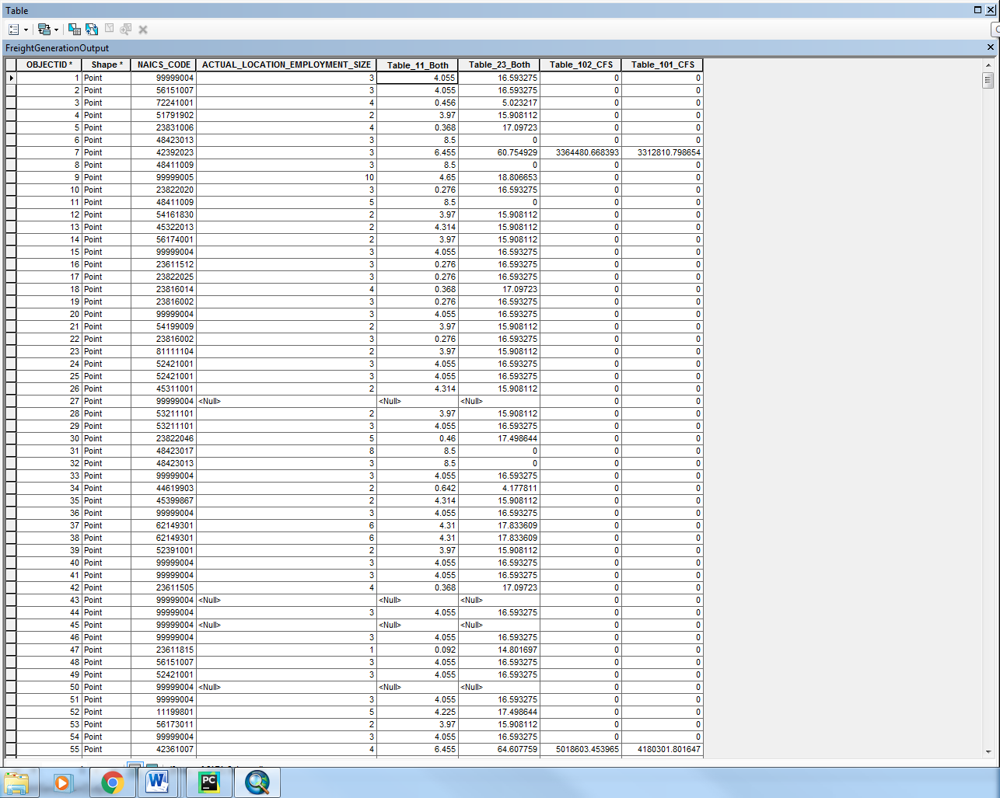 Table
FreightGenerationOutput
OBJECTID * Shape * NAICS_CODE ACTUAL_LOCATION_EMPLOYMENT_SIZE Table_11_Both Table_23_Both Table_102_CFS Table_101_CFS
1 Point 99999004 3 4.055 16.593275 0 0
2 Point 56151007 3 4.055 16.593275 0 0
3 Point 72241001 4 0.456 5.023217 0 0
4 Point 51791902 2 3.97 15.908112 0 0
5 Point 23831006 4 0.368 17.09723 0 0
6 Point 48423013 3 8.5 0 0 0
7 Point 42392023 3 6.455 60.754929 3364480.668393 3312810.798654
8 Point 48411009 3 8.5 0 0 0
9 Point 99999005 10 4.65 18.806653 0 0
10 Point 23822020 3 0.276 16.593275 0 0
11 Point 48411009 5 8.5 0 0 0
12 Point 54161830 2 3.97 15.908112 0 0
13 Point 45322013 2 4.314 15.908112 0 0
14 Point 56174001 2 3.97 15.908112 0 0
15 Point 99999004 3 4.055 16.593275 0 0
16 Point 23611512 3 0.276 16.593275 0 0
17 Point 23822025 3 0.276 16.593275 0 0
18 Point 23816014 4 0.368 17.09723 0 0
19 Point 23816002 3 0.276 16.593275 0 0
20 Point 99999004 3 4.055 16.593275 0 0
21 Point 54199009 2 3.97 15.908112 0 0
22 Point 23816002 3 0.276 16.593275 0 0
23 Point 81111104 2 3.97 15.908112 0 0
24 Point 52421001 3 4.055 16.593275 0 0
25 Point 52421001 3 4.055 16.593275 0 0
26 Point 45311001 2 4.314 15.908112 0 0
27 Point 99999004 <Null> <Null> <Null> 0 0
28 Point 53211101 2 3.97 15.908112 0 0
29 Point 53211101 3 4.055 16.593275 0 0
30 Point 23822046 5 0.46 17.498644 0 0
31 Point 48423017 8 8.5 0 0 0
32 Point 48423013 3 8.5 0 0 0
33 Point 99999004 3 4.055 16.593275 0 0
34 Point 44619903 2 0.642 4.177811 0 0
35 Point 45399867 2 4.314 15.908112 0 0
36 Point 99999004 3 4.055 16.593275 0 0
37 Point 62149301 6 4.31 17.833609 0 0
38 Point 62149301 6 4.31 17.833609 0 0
39 Point 52391001 2 3.97 15.908112 0 0
40 Point 99999004 3 4.055 16.593275 0 0
41 Point 99999004 3 4.055 16.593275 0 0
42 Point 23611505 4 0.368 17.09723 0 0
43 Point 99999004 <Null> <Null> <Null> 0 0
44 Point 99999004 3 4.055 16.593275 0 0
45 Point 99999004 <Null> <Null> <Null> 0 0
46 Point 99999004 3 4.055 16.593275 0 0
47 Point 23611815 1 0.092 14.801697 0 0
48 Point 56151007 3 4.055 16.593275 0 0
49 Point 52421001 3 4.055 16.593275 0 0
50 Point 99999004 <Null> <Null> <Null> 0 0
51 Point 99999004 3 4.055 16.593275 0 0
52 Point 11199801 5 4.225 17.498644 0 0
53 Point 56173011 2 3.97 15.908112 0 0
54 Point 99999004 3 4.055 16.593275 0 0
55 Point 42361007 4 6.455 64.607759 5018603.453965 4180301.801647
W PC